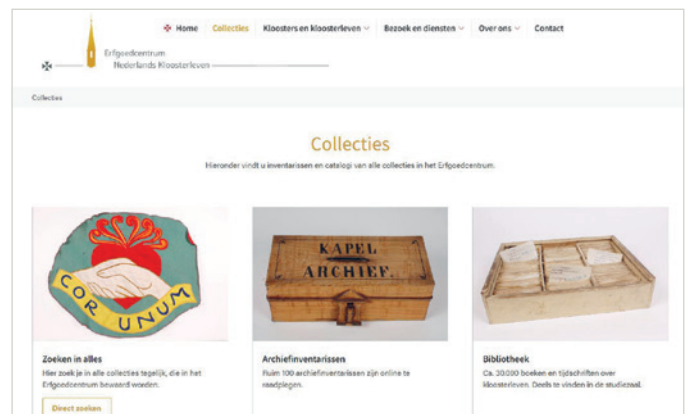 Home Collecties Kloosters en kloosterleven Bezoek en diensten Over ons Contact
Erfgoedcentrum
Nederlands Kloosterleven
Collecties
Collecties
Hieronder vindt u inventarissen en catalogi van alle collecties in het Erfgoedcentrum.
COR UNUM
KAPEL
ARCHIEF.
Zoeken in alles
Hier zoek je in alle collecties tegelijk, die in het
Erfgoedcentrum bewaard worden.
Direct zoeken
Archiefinventarissen
Ruim 100 archiefinventarissen zijn online te
raadplegen.
Bibliotheek
Ca. 30.000 boeken en tijdschriften over
kloosterleven. Deels te vinden in de studiezaal.